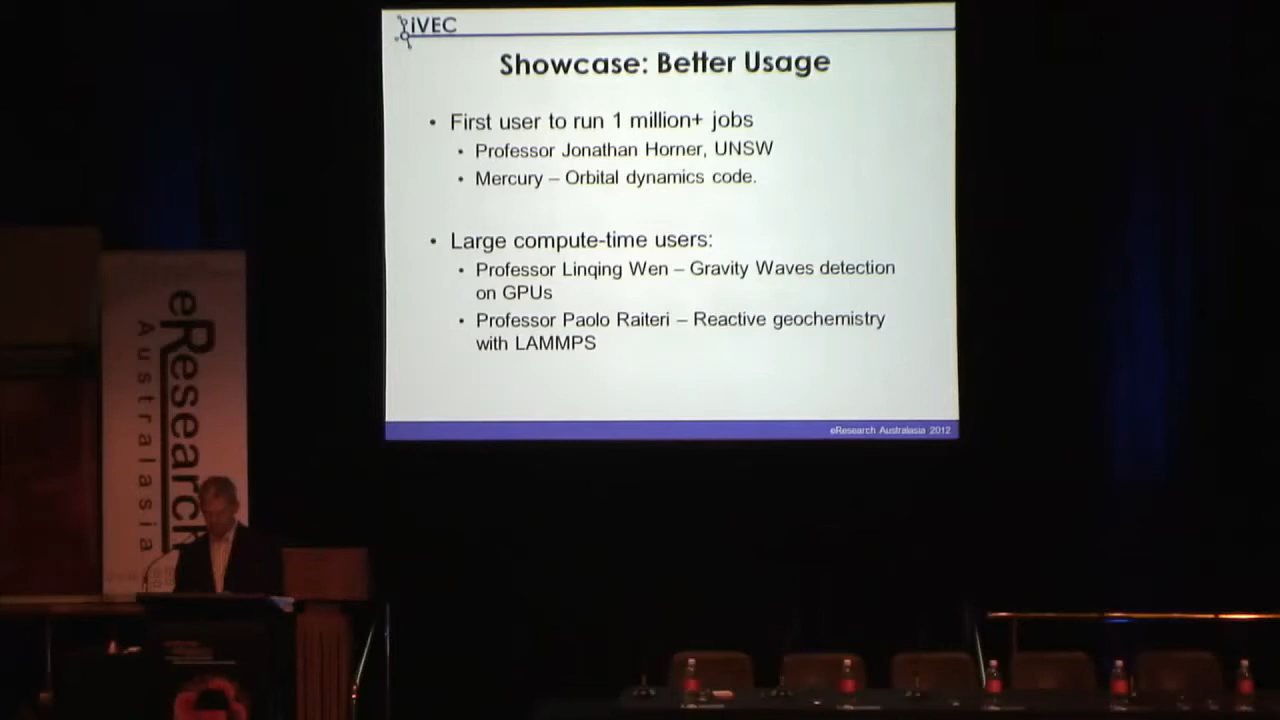 iVEC
Showcase: Better Usage
• First user to run 1 million+ jobs
• Professor Jonathan Horner, UNSW
• Mercury – Orbital dynamics code.
• Large compute-time users:
• Professor Linqing Wen – Gravity Waves detection
on GPUs
• Professor Paolo Raiteri – Reactive geochemistry
with LAMMPS
eResearch Australasia 2012
eResearch
Australasia